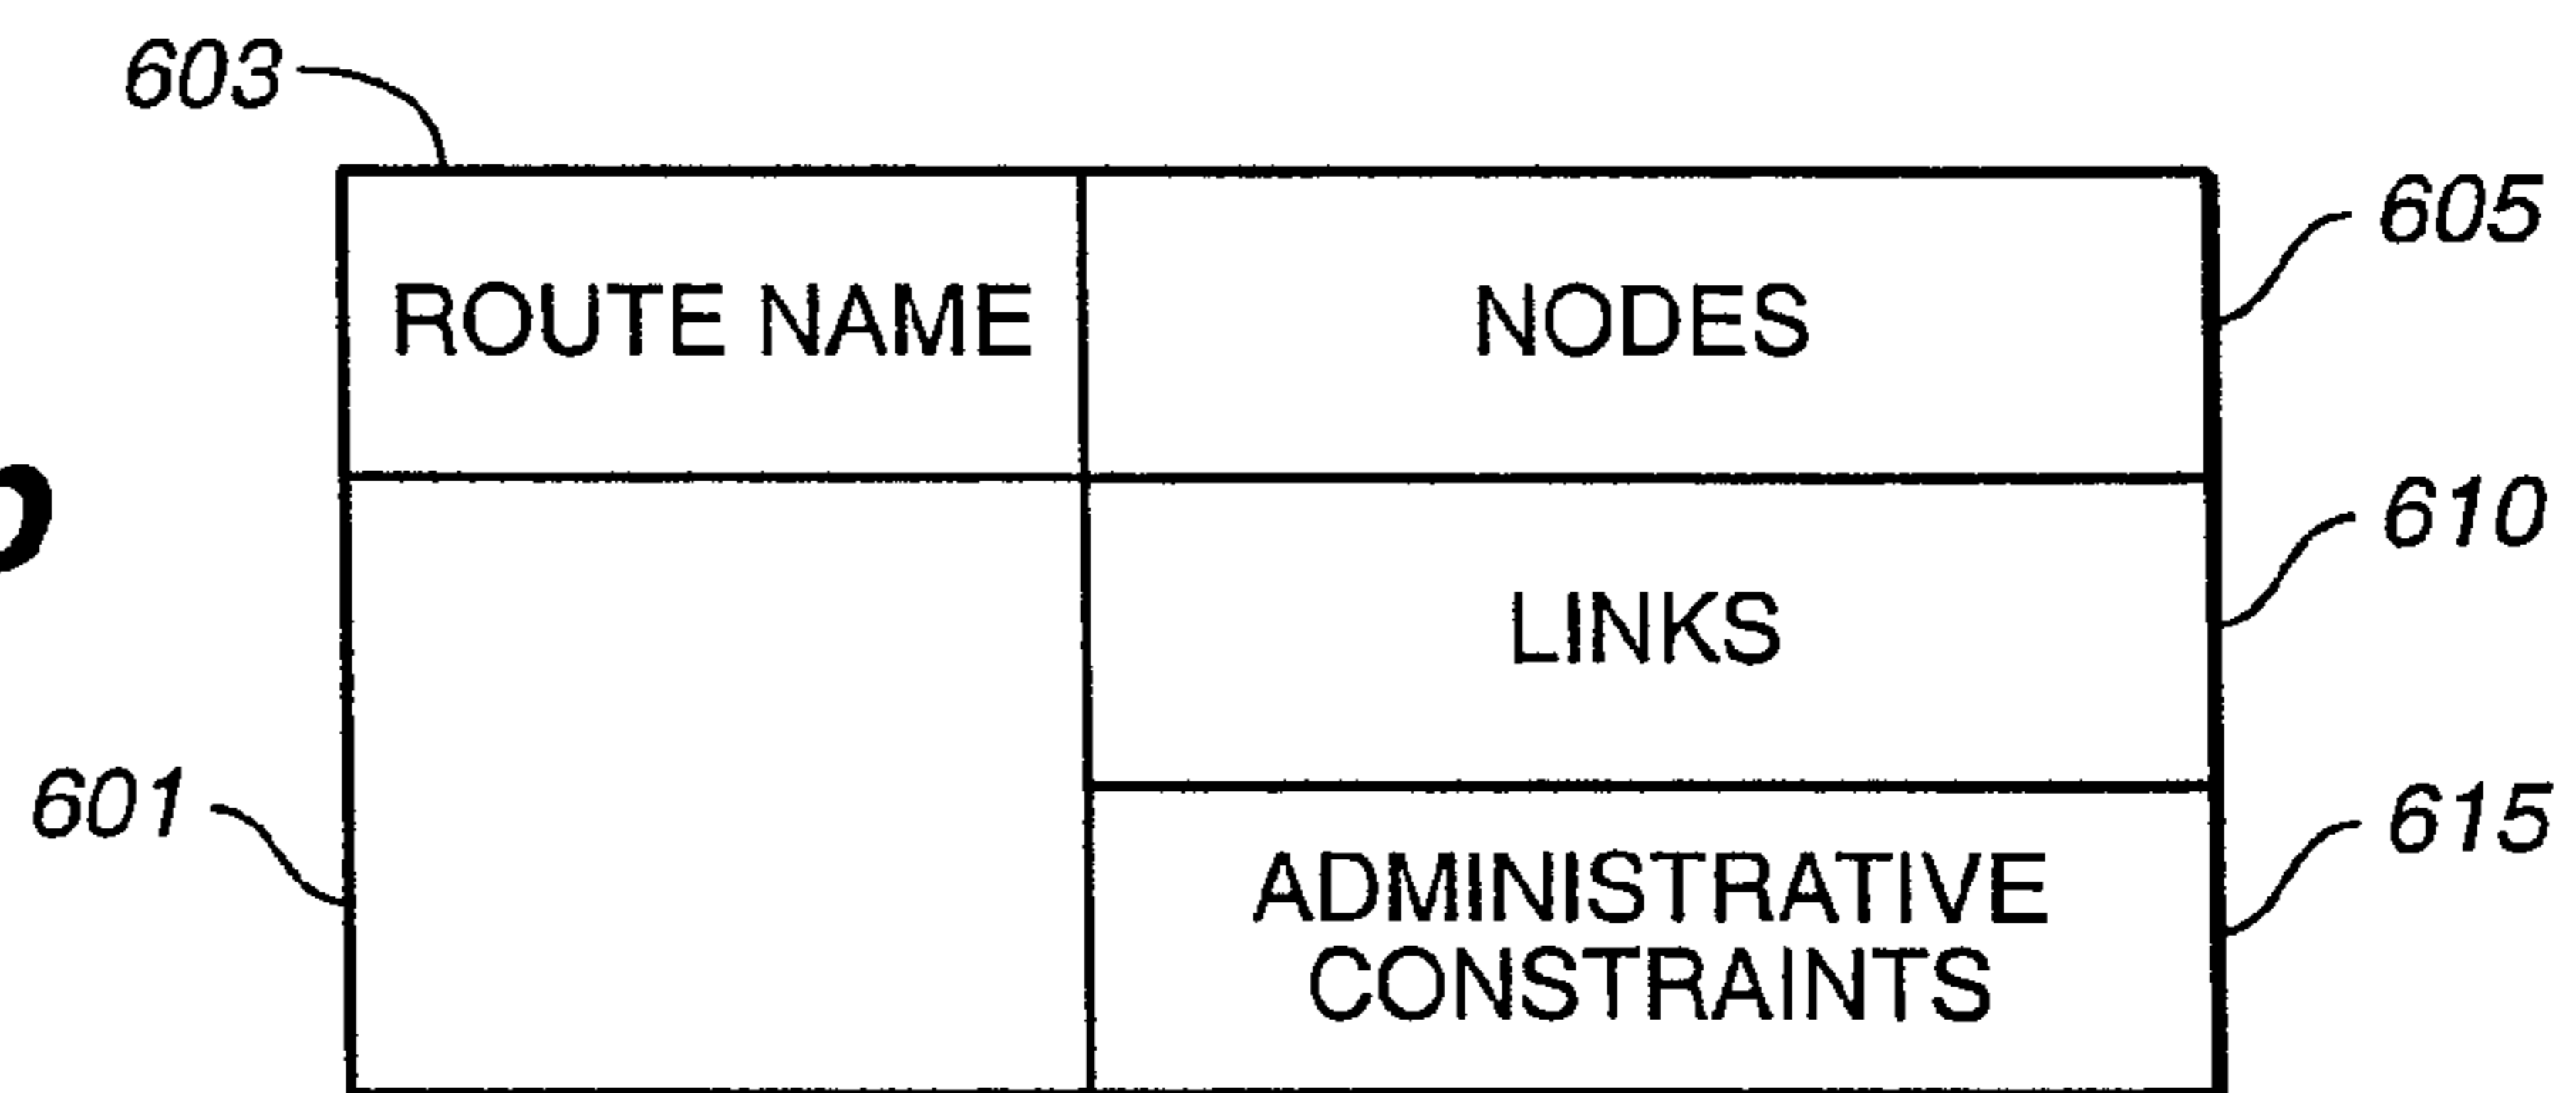 603
605
ROUTE NAME
NODES
610
LINKS
601
615
ADMINISTRATIVE
CONSTRAINTS